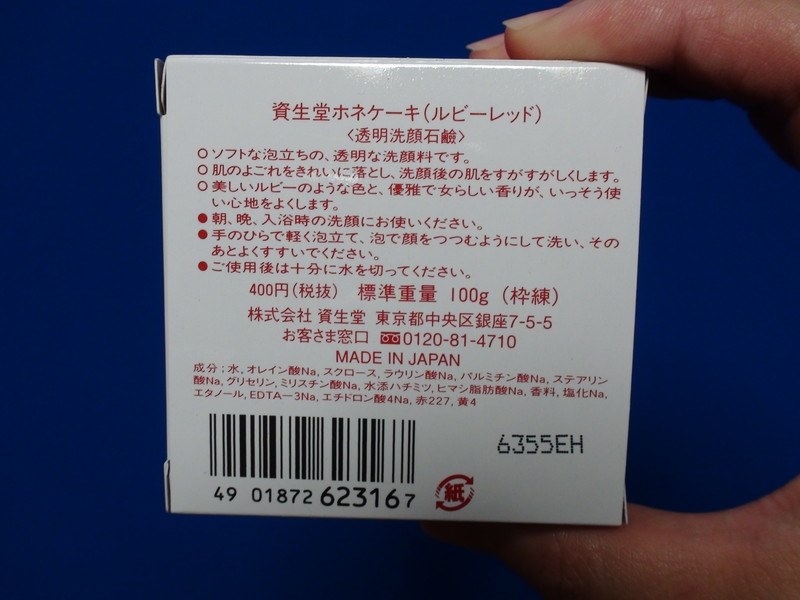 資生堂ホネケーキ(ルビーレッド)
〈透明洗顔石鹸〉
○ソフトな泡立ちの、透明な洗顔料です。
○肌のよごれをきれいに落とし、洗顔後の肌をすがすがしくします。
○美しいルビーのような色と、優雅で女らしい香りが、いっそう使
い心地をよくします。
●朝、晩、入浴時の洗顔にお使いください。
●手のひらで軽く泡立て、泡で顔をつつむようにして洗い、その
あとよくすすいでください。
●ご使用後は十分に水を切ってください。
400円(税抜) 標準重量 100g (枠練)
株式会社 資生堂 東京都中央区銀座7-5-5
お客さま窓口 0120-81-4710
MADE IN JAPAN
成分:水, オレイン酸Na, スクロース, ラウリン酸Na, パルミチン酸Na, ステアリン
酸Na, グリセリン, ミリスチン酸Na, 水添ハチミツ, ヒマシ脂肪酸Na, 香料, 塩化Na,
エタノール, EDTA−3Na, エチドロン酸4Na, 赤227, 黄4
6355EH
49 01872 623167
紙